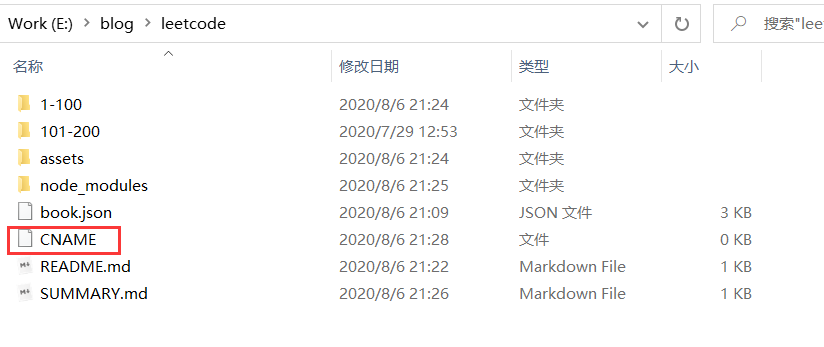 Work (E:) > blog > leetcode 搜索"lee
名称 修改日期 类型 大小
1-100 2020/8/6 21:24 文件夹
101-200 2020/7/29 12:53 文件夹
assets 2020/8/6 21:24 文件夹
node_modules 2020/8/6 21:25 文件夹
book.json 2020/8/6 21:09 JSON 文件 3 KB
CNAME 2020/8/6 21:28 文件 0 KB
README.md 2020/8/6 21:22 Markdown File 1 KB
SUMMARY.md 2020/8/6 21:26 Markdown File 1 KB